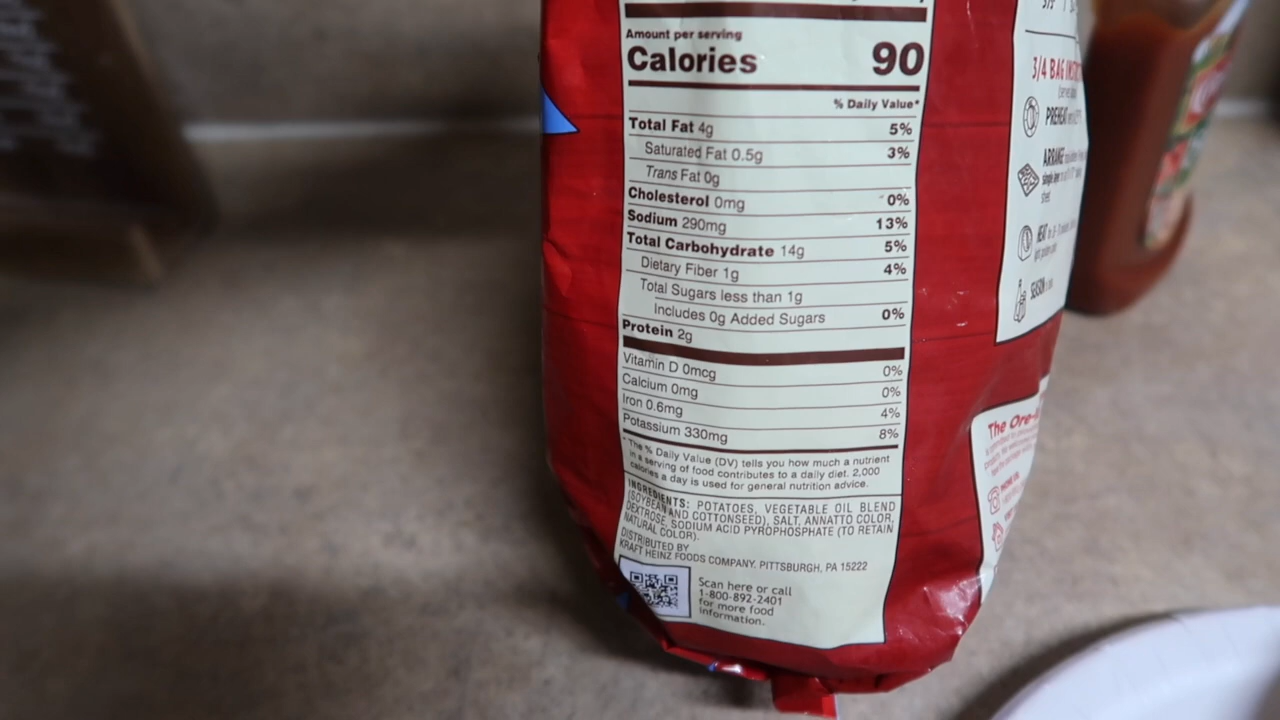 Amount per serving
Calories 90
% Daily Value*
Total Fat 4g 5%
Saturated Fat 0.5g 3%
Trans Fat 0g
Cholesterol 0mg 0%
Sodium 290mg 13%
Total Carbohydrate 14g 5%
Dietary Fiber 1g 4%
Total Sugars less than 1g
Includes 0g Added Sugars 0%
Protein 2g
Vitamin D 0mcg 0%
Calcium 0mg 0%
Iron 0.6mg 4%
Potassium 330mg 8%
*The % Daily Value (DV) tells you how much a nutrient
in a serving of food contributes to a daily diet. 2,000
calories a day is used for general nutrition advice.
INGREDIENTS: POTATOES, VEGETABLE OIL BLEND
(SOYBEAN AND COTTONSEED), SALT, ANNATTO COLOR,
DEXTROSE, SODIUM ACID PYROPHOSPHATE (TO RETAIN
NATURAL COLOR).
DISTRIBUTED BY
KRAFT HEINZ FOODS COMPANY. PITTSBURGH, PA 15222
Scan here or call
1-800-892-2401
for more food
information.
3/4 BAG
PREHEAT
ARRANGE
single layer
sheet
HEAT
SEASON
The Ore-